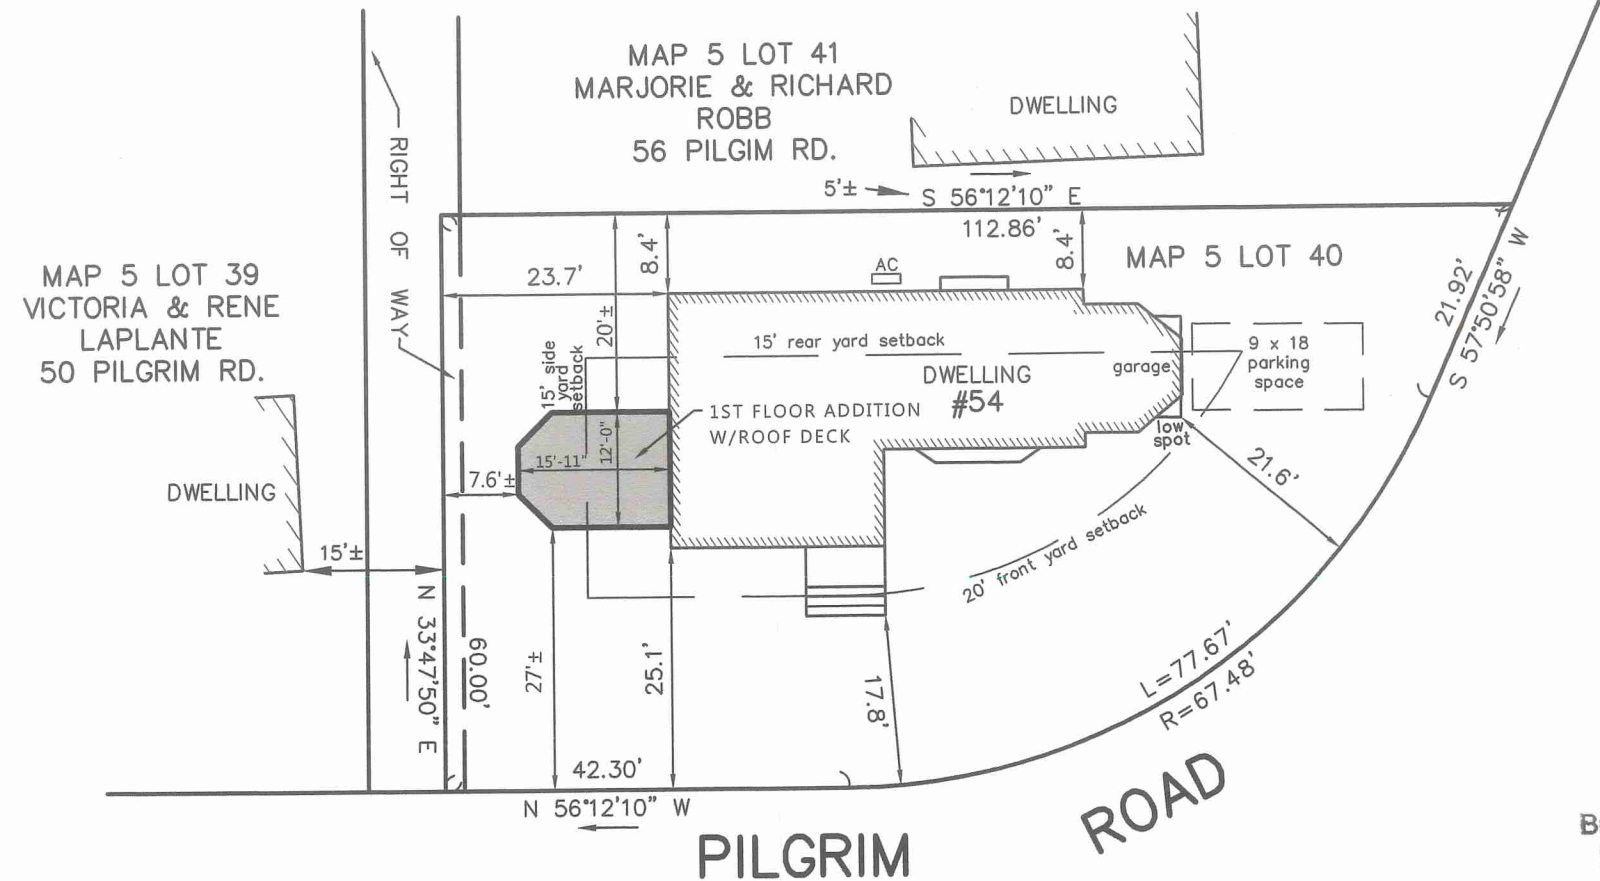 MAP 5 LOT 41
MARJORIE & RICHARD
ROBB
56 PILGIM RD.
DWELLING
RIGHT OF WAY
5'±
S 56°12'10" E
112.86'
MAP 5 LOT 40
8.4'
8.4'
AC
23.7'
20'±
MAP 5 LOT 39
VICTORIA & RENE
LAPLANTE
50 PILGRIM RD.
21.92'
S 57°50'58" W
15' side
yard
setback
15' rear yard setback
DWELLING
#54
garage
9 x 18
parking
space
1ST FLOOR ADDITION
W/ROOF DECK
low
spot
12'-0"
15'-11"
7.6'±
DWELLING
21.6'
15'±
20' front yard setback
N 33°47'50" E
60.00'
27'±
25.1'
17.8'
L=77.67'
R=67.48'
42.30'
N 56°12'10" W
PILGRIM
ROAD